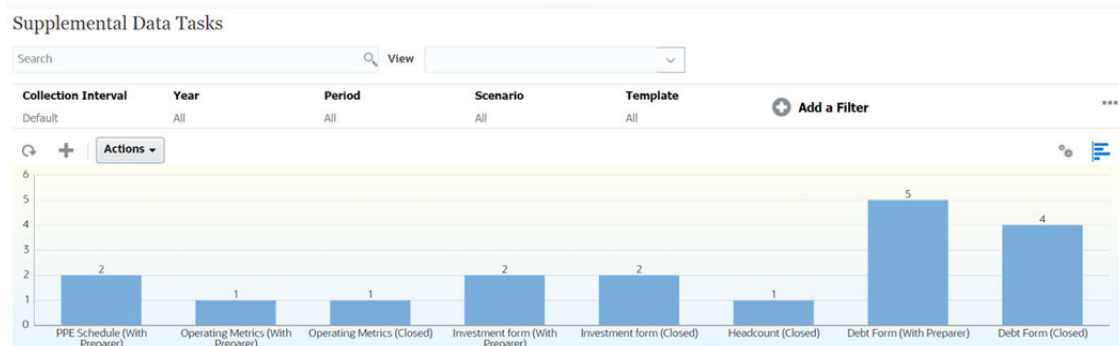 Supplemental Data Tasks
Search View
Collection Interval Year Period Scenario Template Add a Filter
Default All All All All
Actions
6
5
4
3
2
1
0
2 1 1 2 2 1 5 4
PPE Schedule (With Preparer)
Operating Metrics (With Preparer)
Operating Metrics (Closed)
Investment form (With Preparer)
Investment form (Closed)
Headcount (Closed)
Debt Form (With Preparer)
Debt Form (Closed)